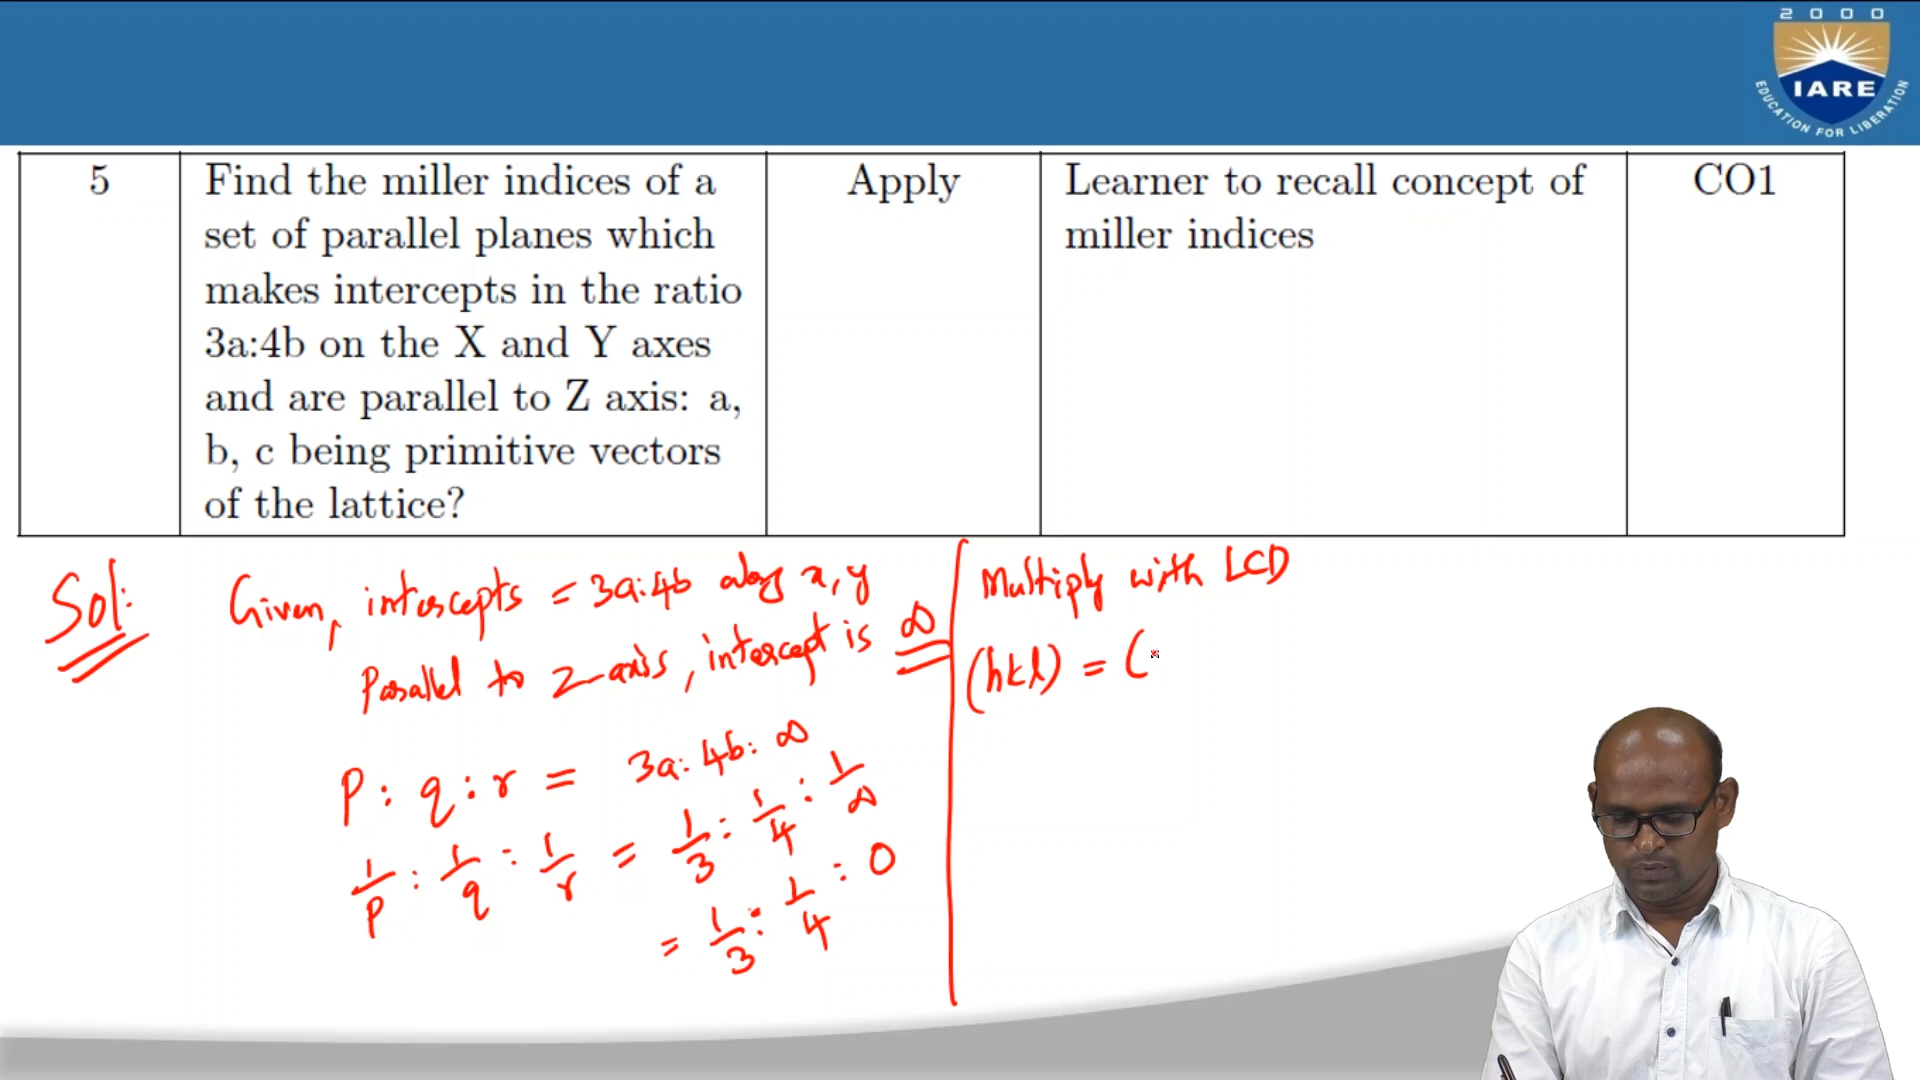 2000
IARE
EDUCATION FOR LIBERATION
5
Find the miller indices of a
set of parallel planes which
makes intercepts in the ratio
3a:4b on the X and Y axes
and are parallel to Z axis: a,
b, c being primitive vectors
of the lattice?
Apply
Learner to recall concept of
miller indices
CO1
Sol:
Given, intercepts = 3a:4b along x, y
Parallel to Z-axis, intercept is ∞
P : q : r = 3a : 4b : ∞
1/P : 1/q : 1/r = 1/3 : 1/4 : 1/∞
= 1/3 : 1/4 : 0
Multiply with LCD
(hkl) = (